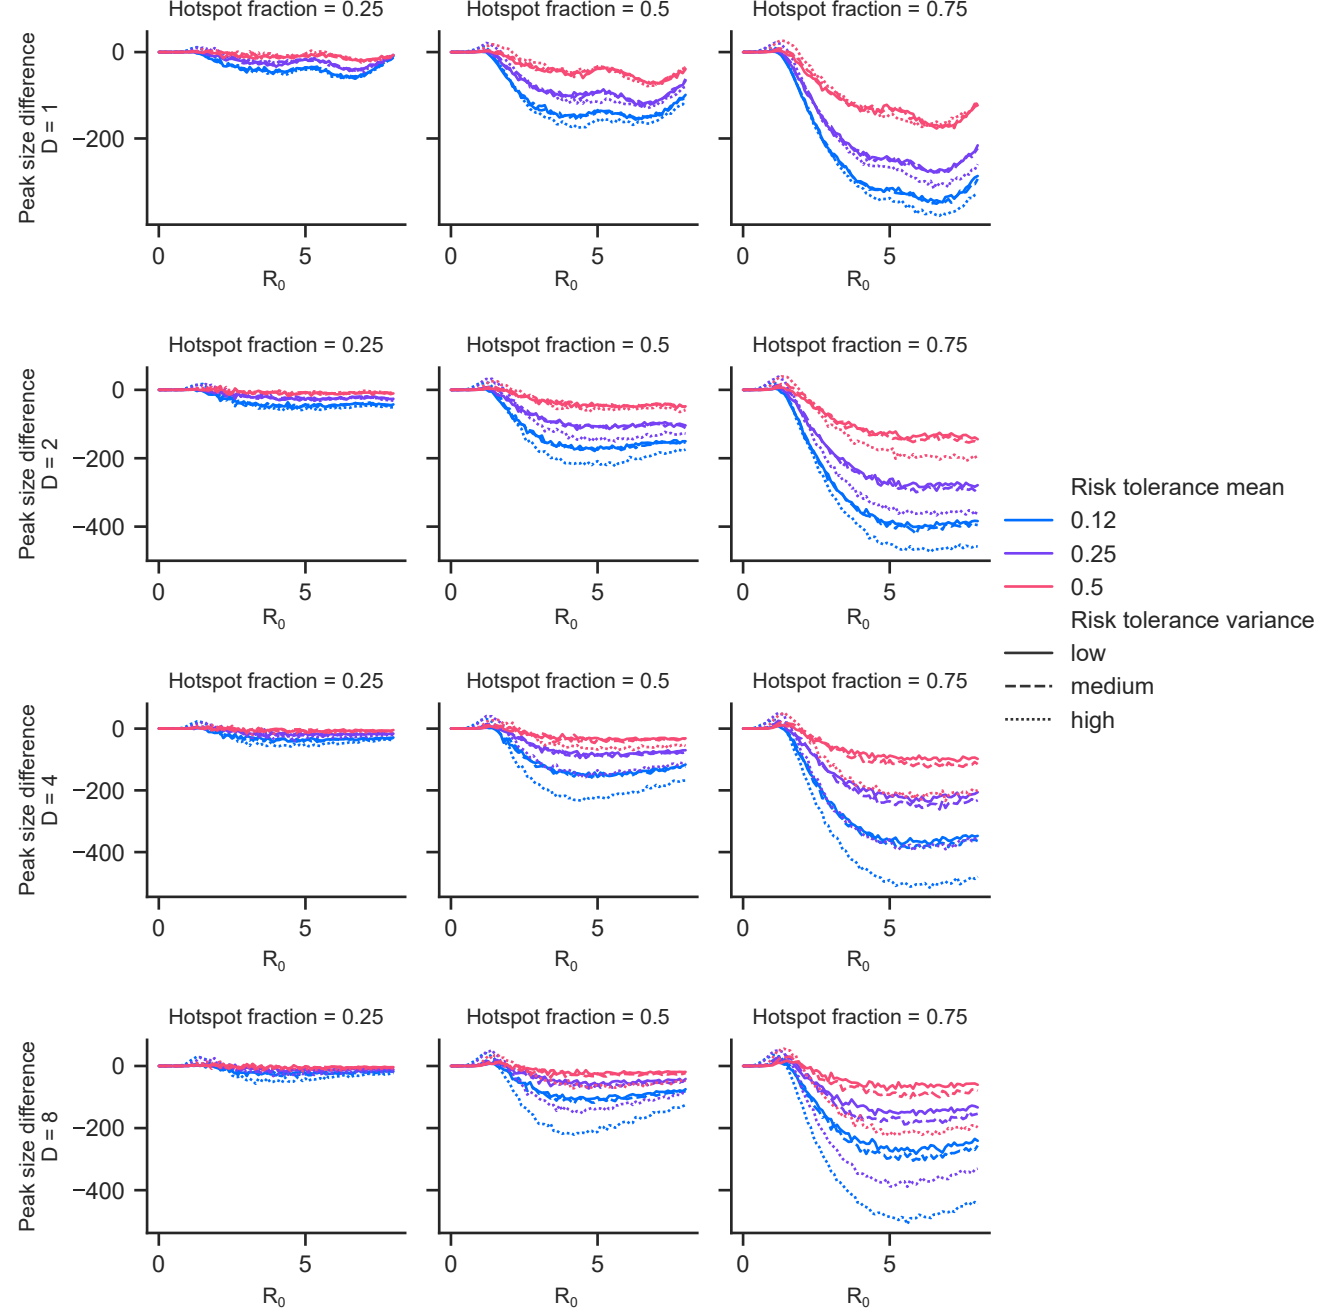 Hotspot fraction = 0.25
Hotspot fraction = 0.5
Hotspot fraction = 0.75
Peak size difference
D = 1
0
−200
0
5
0
5
0
5
R0
R0
R0
Hotspot fraction = 0.25
Hotspot fraction = 0.5
Hotspot fraction = 0.75
Peak size difference
D = 2
0
−200
−400
0
5
0
5
0
5
R0
R0
R0
Risk tolerance mean
0.12
0.25
0.5
Risk tolerance variance
low
medium
high
Hotspot fraction = 0.25
Hotspot fraction = 0.5
Hotspot fraction = 0.75
Peak size difference
D = 4
0
−200
−400
0
5
0
5
0
5
R0
R0
R0
Hotspot fraction = 0.25
Hotspot fraction = 0.5
Hotspot fraction = 0.75
Peak size difference
D = 8
0
−200
−400
0
5
0
5
0
5
R0
R0
R0